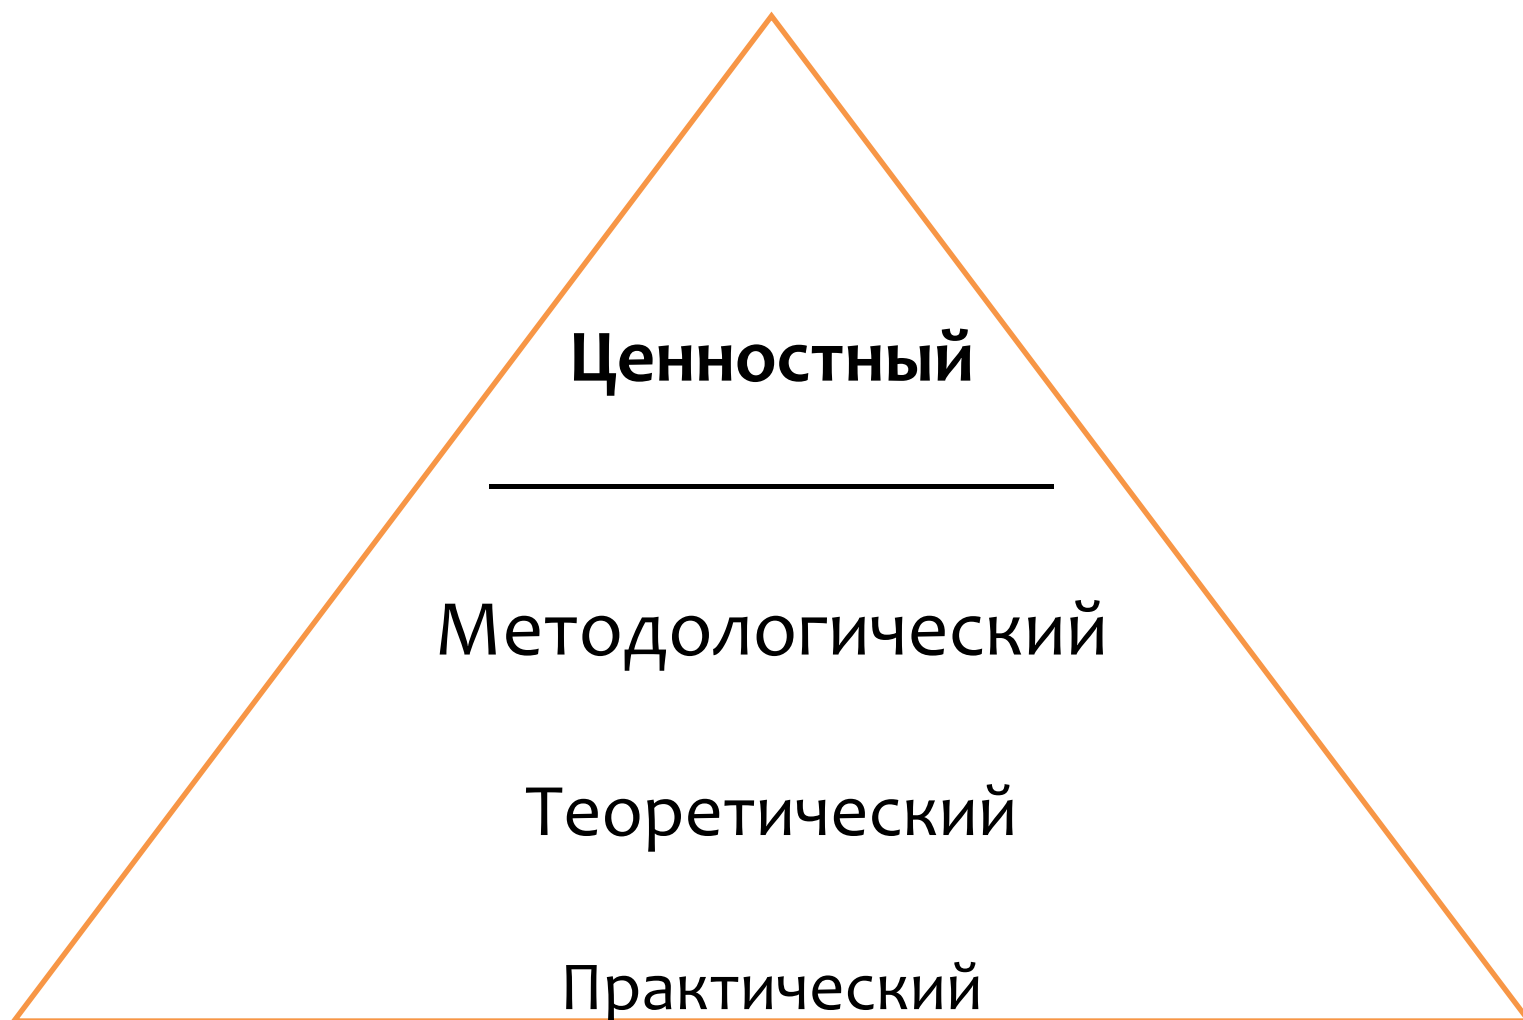 Ценностный
Методологический
Теоретический
Практический